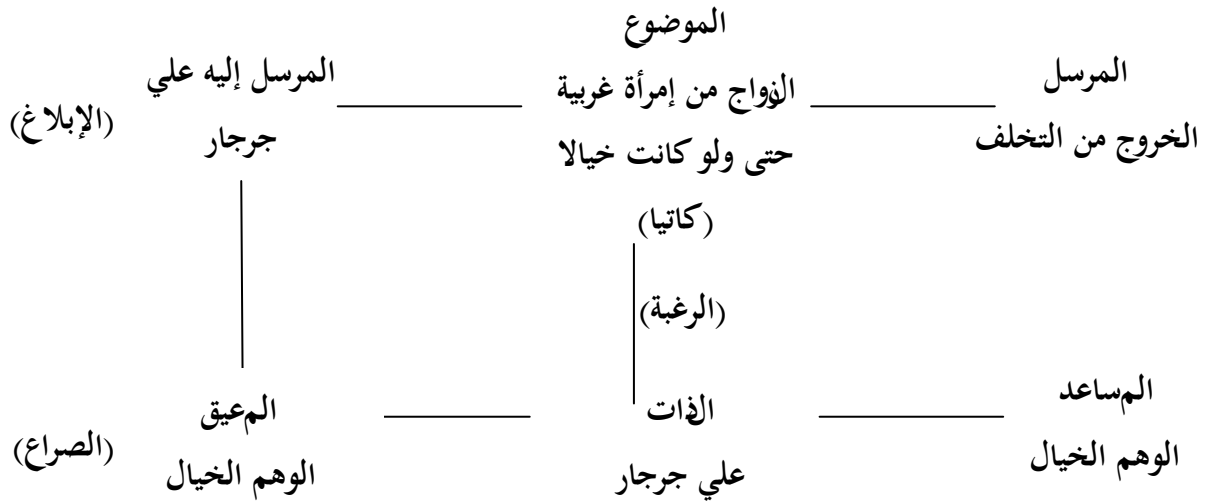 الموضوع
المرسل
الخروج من التخلف
الزواج من إمرأة غربية
حتى ولو كانت خيالا
(كاتيا)
المرسل إليه علي
جرجار
(الإبلاغ)
(الرغبة)
المساعد
الوهم الخيال
الذات
علي جرجار
المعيق
الوهم الخيال
(الصراع)